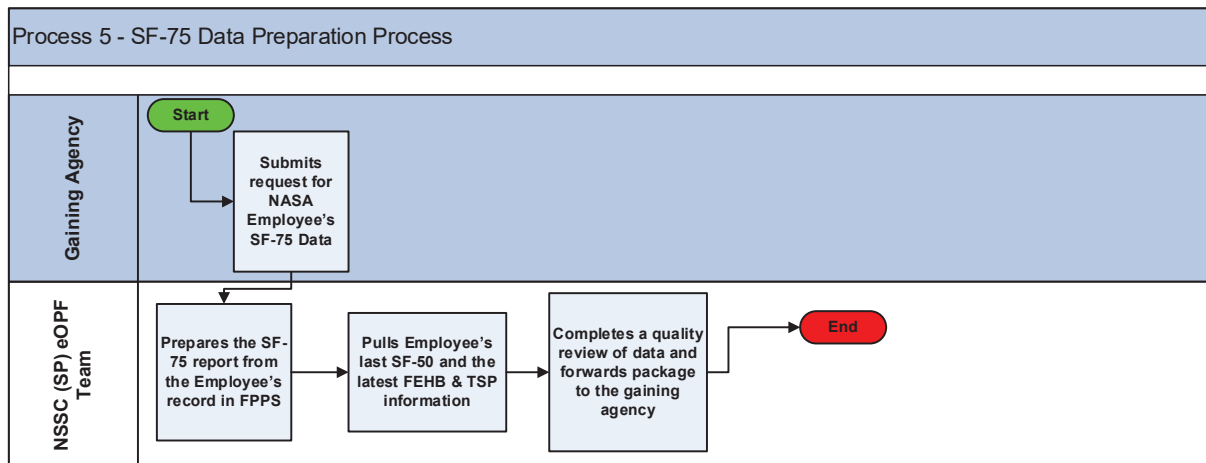 Process 5 - SF-75 Data Preparation Process
Gaining Agency
Start
Submits
request for
NASA
Employee’s
SF-75 Data
NSSC (SP) eOPF
Team
Prepares the SF-
75 report from
the Employee’s
record in FPPS
Pulls Employee’s
last SF-50 and the
latest FEHB & TSP
information
Completes a quality
review of data and
forwards package
to the gaining
agency
End